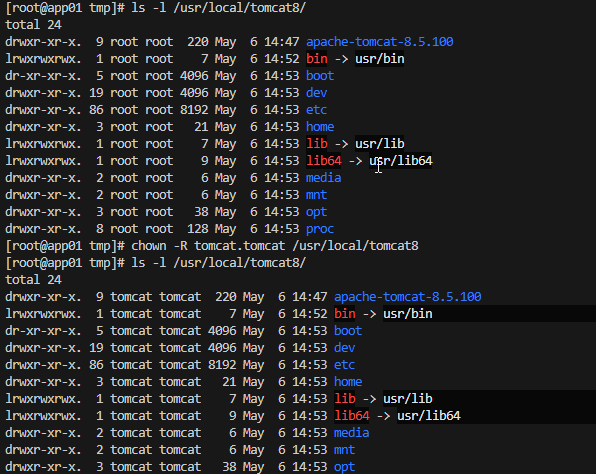 [root@app01 tmp]# ls -l /usr/local/tomcat8/
total 24
drwxr-xr-x.  9 root root  220 May  6 14:47 apache-tomcat-8.5.100
lrwxrwxrwx.  1 root root    7 May  6 14:52 bin -> usr/bin
dr-xr-xr-x.  5 root root 4096 May  6 14:53 boot
drwxr-xr-x. 19 root root 4096 May  6 14:53 dev
drwxr-xr-x. 86 root root 8192 May  6 14:53 etc
drwxr-xr-x.  3 root root   21 May  6 14:53 home
lrwxrwxrwx.  1 root root    7 May  6 14:53 lib -> usr/lib
lrwxrwxrwx.  1 root root    9 May  6 14:53 lib64 -> usr/lib64
drwxr-xr-x.  2 root root    6 May  6 14:53 media
drwxr-xr-x.  2 root root    6 May  6 14:53 mnt
drwxr-xr-x.  3 root root   38 May  6 14:53 opt
drwxr-xr-x.  8 root root  128 May  6 14:53 proc
[root@app01 tmp]# chown -R tomcat.tomcat /usr/local/tomcat8
[root@app01 tmp]# ls -l /usr/local/tomcat8/
total 24
drwxr-xr-x.  9 tomcat tomcat  220 May  6 14:47 apache-tomcat-8.5.100
lrwxrwxrwx.  1 tomcat tomcat    7 May  6 14:52 bin -> usr/bin
dr-xr-xr-x.  5 tomcat tomcat 4096 May  6 14:53 boot
drwxr-xr-x. 19 tomcat tomcat 4096 May  6 14:53 dev
drwxr-xr-x. 86 tomcat tomcat 8192 May  6 14:53 etc
drwxr-xr-x.  3 tomcat tomcat   21 May  6 14:53 home
lrwxrwxrwx.  1 tomcat tomcat    7 May  6 14:53 lib -> usr/lib
lrwxrwxrwx.  1 tomcat tomcat    9 May  6 14:53 lib64 -> usr/lib64
drwxr-xr-x.  2 tomcat tomcat    6 May  6 14:53 media
drwxr-xr-x.  2 tomcat tomcat    6 May  6 14:53 mnt
drwxr-xr-x.  3 tomcat tomcat   38 May  6 14:53 opt